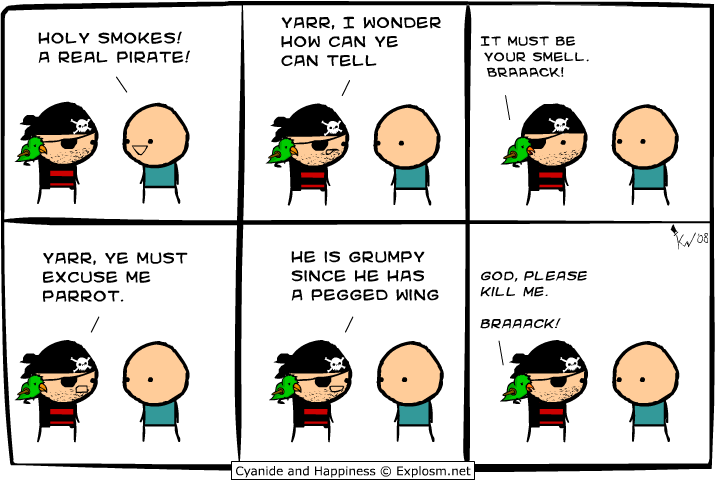 HOLY SMOKES!
A REAL PIRATE!
YARR, I WONDER
HOW CAN YE
CAN TELL
IT MUST BE
YOUR SMELL.
BRAAACK!
YARR, YE MUST
EXCUSE ME
PARROT.
HE IS GRUMPY
SINCE HE HAS
A PEGGED WING
KW '08
GOD, PLEASE
KILL ME.
BRAAACK!
Cyanide and Happiness © Explosm.net